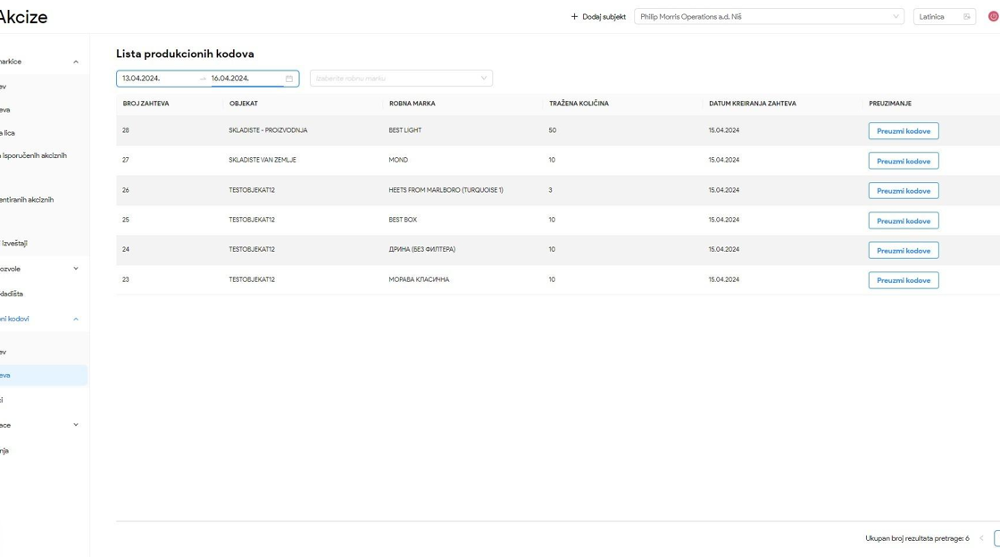 Akcize
Dodaj subjekt
Philip Morris Operations a.d. Niš
Latinica
Lista produkcionih kodova
13.04.2024. → 16.04.2024.
Izaberite robnu marku
BROJ ZAHTEVA OBJEKAT ROBNA MARKA TRAŽENA KOLIČINA DATUM KREIRANJA ZAHTEVA PREUZIMANJE
28 SKLADISTE - PROIZVODNJA BEST LIGHT 50 15.04.2024 Preuzmi kodove
27 SKLADISTE VAN ZEMLJE MOND 10 15.04.2024 Preuzmi kodove
26 TESTOBJEKAT12 HEETS FROM MARLBORO (TURQUOISE 1) 3 15.04.2024 Preuzmi kodove
25 TESTOBJEKAT12 BEST BOX 10 15.04.2024 Preuzmi kodove
24 TESTOBJEKAT12 ДРИНА (БЕЗ ФИЛТЕРА) 10 15.04.2024 Preuzmi kodove
23 TESTOBJEKAT12 МОРАВА КЛАСИЧНА 10 15.04.2024 Preuzmi kodove
Ukupan broj rezultata pretrage: 6
narkice
ev
eva
a lica
isporučenih akciznih
entiranih akciznih
izveštaji
ozvole
kladišta
ni kodovi
ev
eva
ci
ace
nja